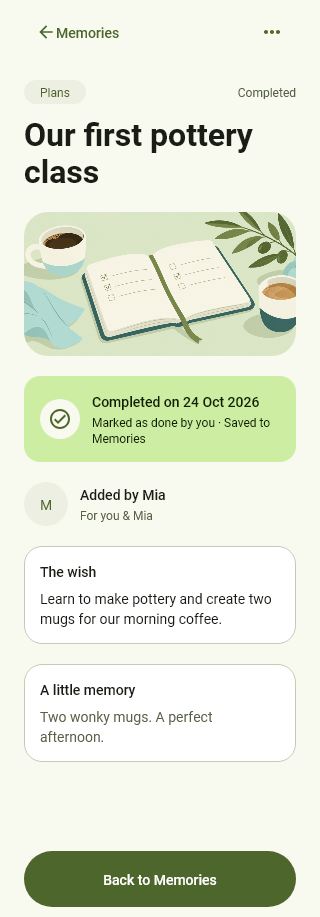 Memories
Plans
Completed
Our first pottery
class
Completed on 24 Oct 2026
Marked as done by you · Saved to
Memories
M
Added by Mia
For you & Mia
The wish
Learn to make pottery and create two
mugs for our morning coffee.
A little memory
Two wonky mugs. A perfect
afternoon.
Back to Memories